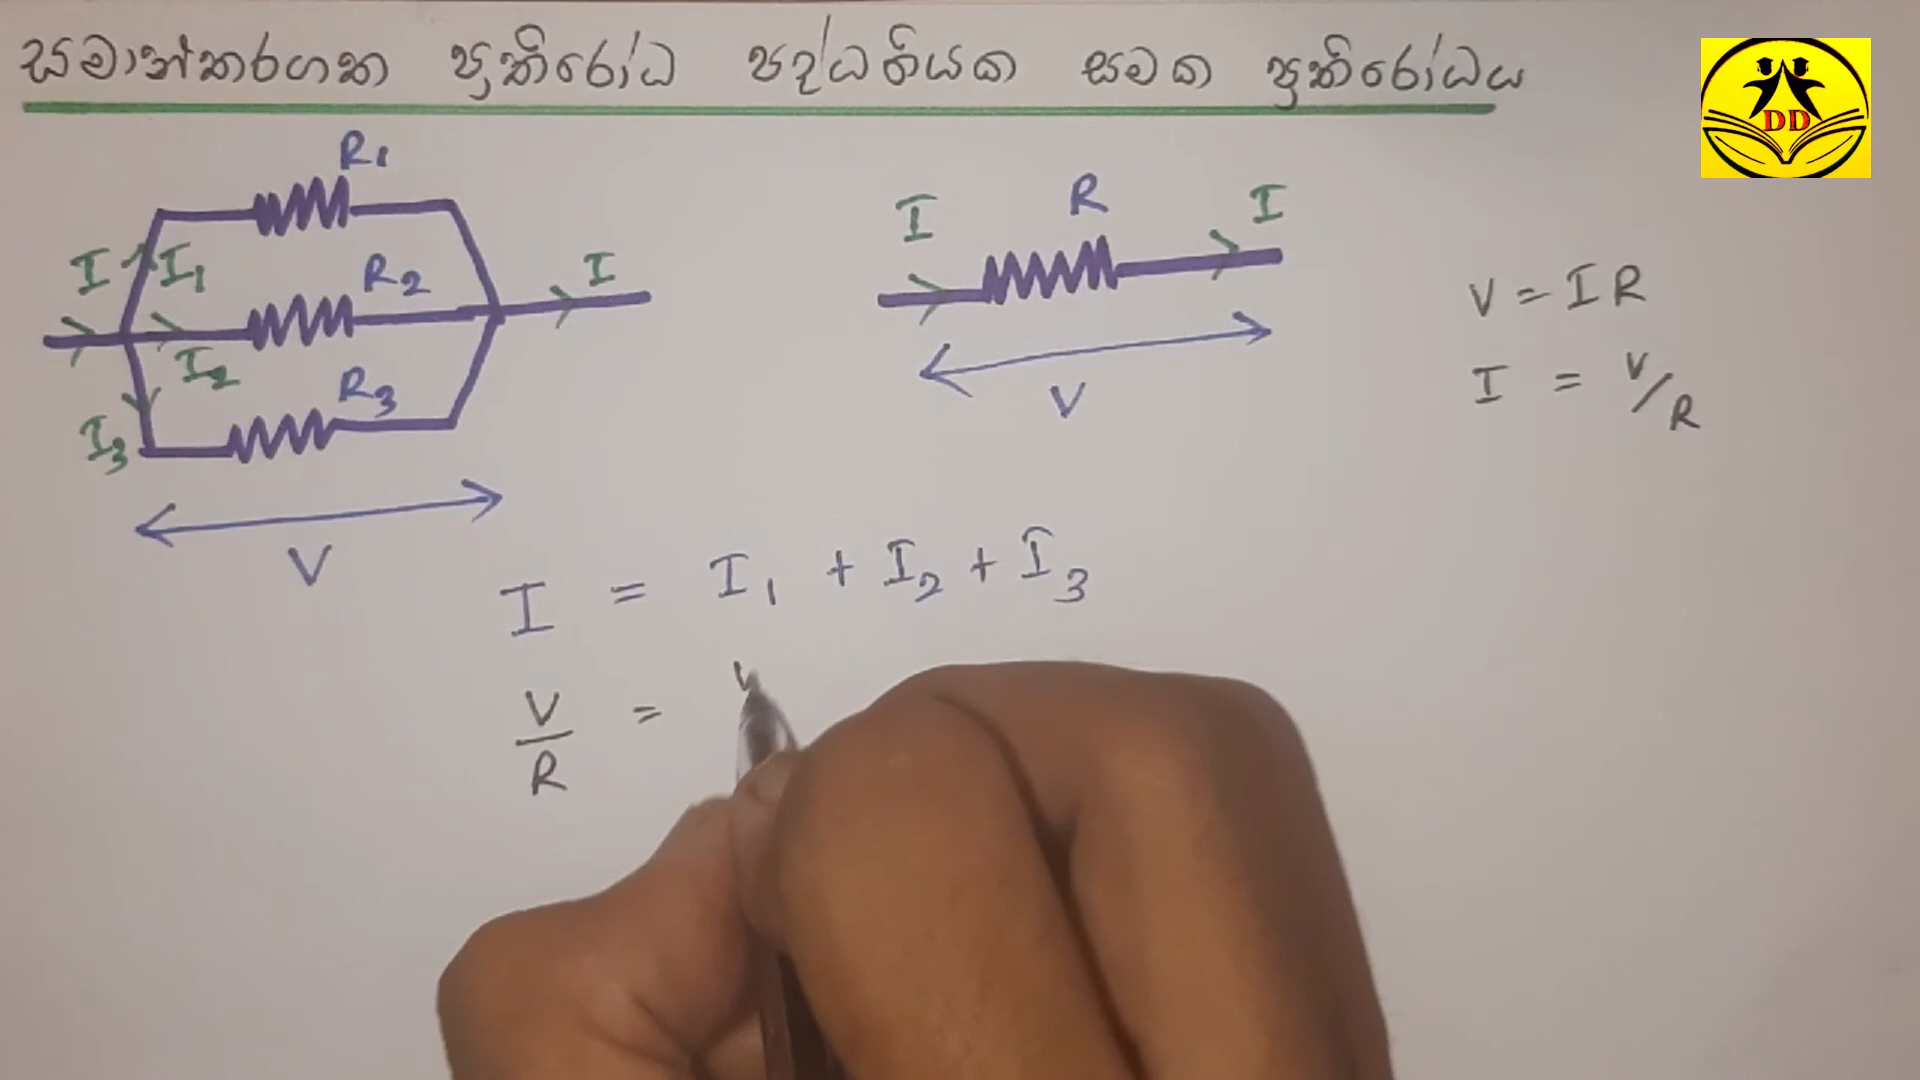 සමාන්තරගත ප්‍රතිරෝධ පද්ධතියක සමක ප්‍රතිරෝධය
DD
R1
I I1
R2
I
I2
R3
I3
V
I R I
V
V = I R
I = V/R
I = I1 + I2 + I3
V/R = V